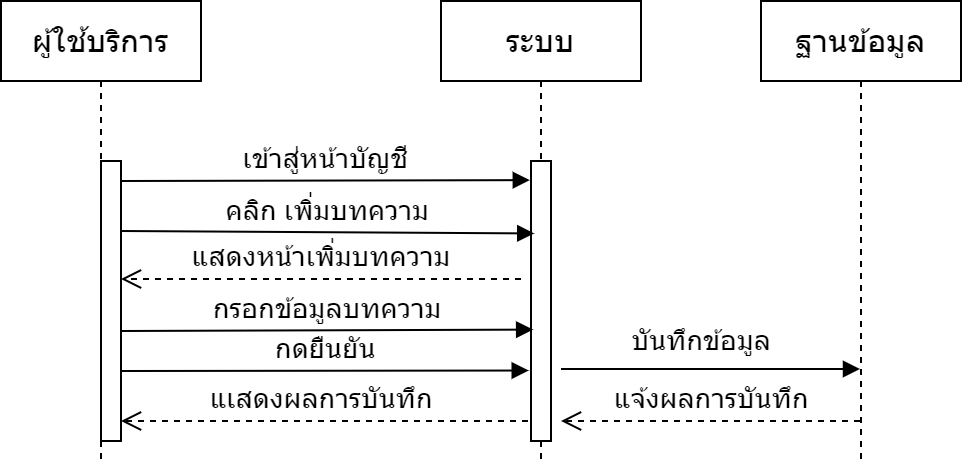 ผู้ใช้บริการ
ระบบ
ฐานข้อมูล
เข้าสู่หน้าบัญชี
คลิก เพิ่มบทความ
แสดงหน้าเพิ่มบทความ
กรอกข้อมูลบทความ
กดยืนยัน
บันทึกข้อมูล
แเสดงผลการบันทึก
แจ้งผลการบันทึก